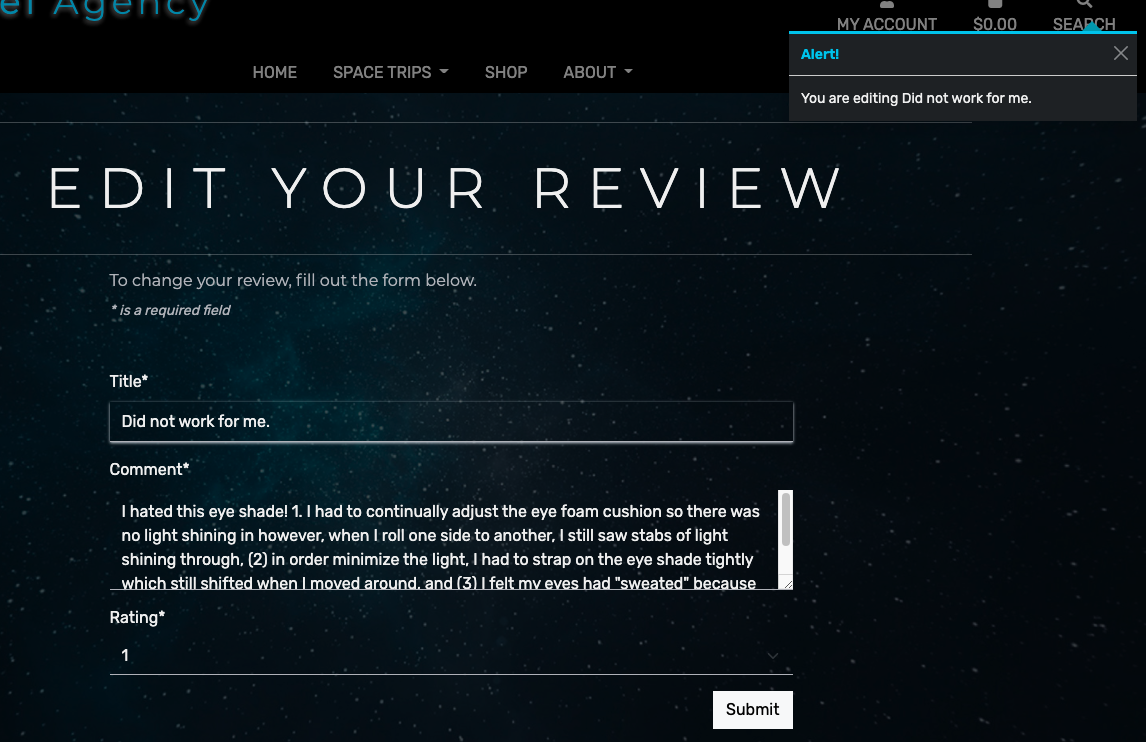 el Agency
MY ACCOUNT $0.00 SEARCH
HOME SPACE TRIPS SHOP ABOUT
Alert!
You are editing Did not work for me.
EDIT YOUR REVIEW
To change your review, fill out the form below.
* is a required field
Title*
Did not work for me.
Comment*
I hated this eye shade! 1. I had to continually adjust the eye foam cushion so there was
no light shining in however, when I roll one side to another, I still saw stabs of light
shining through, (2) in order minimize the light, I had to strap on the eye shade tightly
which still shifted when I moved around, and (3) I felt my eyes had "sweated" because
Rating*
1
Submit